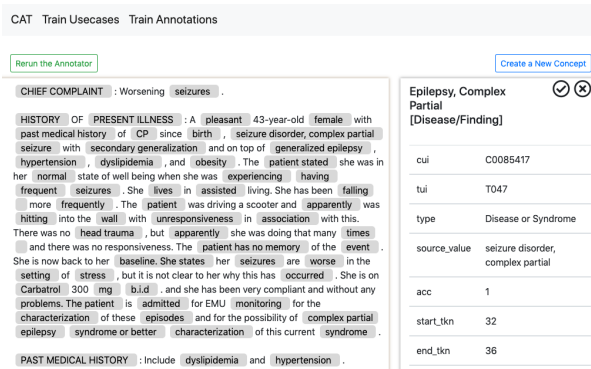 CAT Train Usecases Train Annotations
Rerun the Annotator
Create a New Concept
CHIEF COMPLAINT : Worsening seizures .
HISTORY OF PRESENT ILLNESS : A pleasant 43-year-old female with
past medical history of CP since birth , seizure disorder, complex partial
seizure with secondary generalization and on top of generalized epilepsy ,
hypertension , dyslipidemia , and obesity . The patient stated she was in
her normal state of well being when she was experiencing having
frequent seizures . She lives in assisted living. She has been falling
more frequently . The patient was driving a scooter and apparently was
hitting into the wall with unresponsiveness in association with this.
There was no head trauma , but apparently she was doing that many times
and there was no responsiveness. The patient has no memory of the event .
She is now back to her baseline. She states her seizures are worse in the
setting of stress , but it is not clear to her why this has occurred . She is on
Carbatrol 300 mg b.i.d . and she has been very compliant and without any
problems. The patient is admitted for EMU monitoring for the
characterization of these episodes and for the possibility of complex partial
epilepsy syndrome or better characterization of this current syndrome .
PAST MEDICAL HISTORY : Include dyslipidemia and hypertension .
Epilepsy, Complex
Partial
[Disease/Finding]
cui C0085417
tui T047
type Disease or Syndrome
source_value seizure disorder,
complex partial
acc 1
start_tkn 32
end_tkn 36